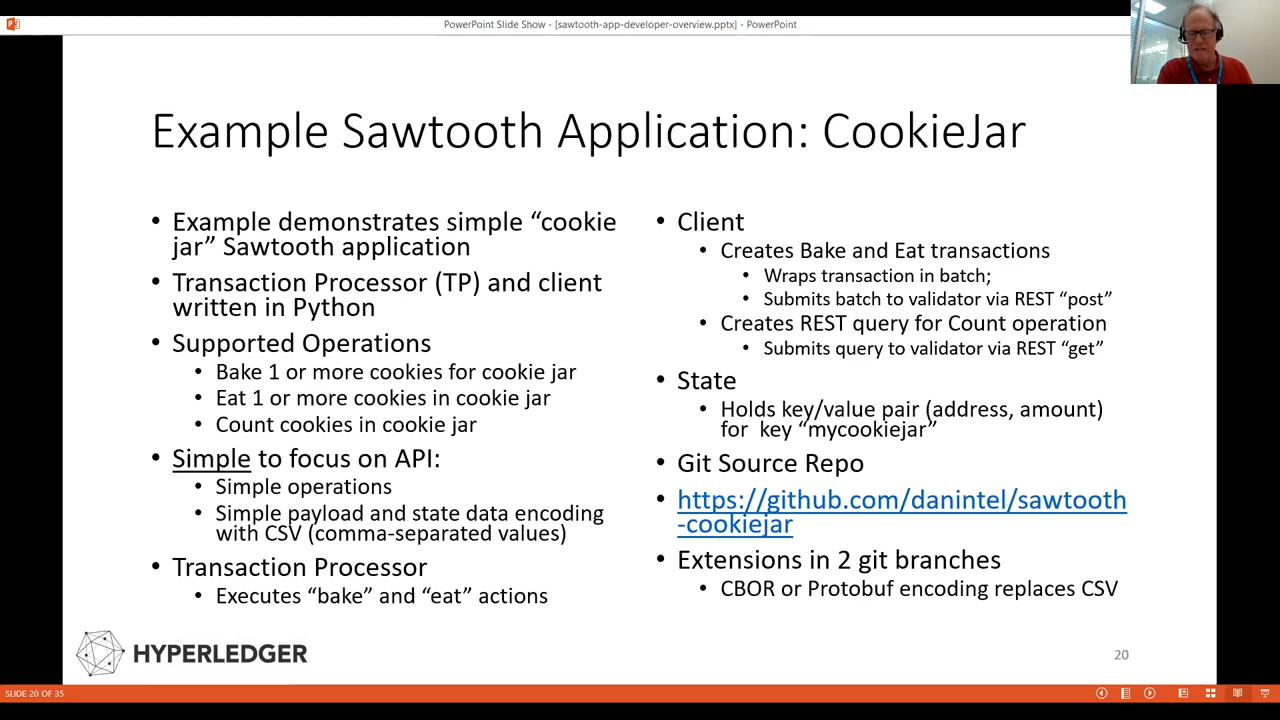 PowerPoint Slide Show - [sawtooth-app-developer-overview.pptx] - PowerPoint
Example Sawtooth Application: CookieJar
• Example demonstrates simple “cookie
jar” Sawtooth application
• Transaction Processor (TP) and client
written in Python
• Supported Operations
• Bake 1 or more cookies for cookie jar
• Eat 1 or more cookies in cookie jar
• Count cookies in cookie jar
• Simple to focus on API:
• Simple operations
• Simple payload and state data encoding
with CSV (comma-separated values)
• Transaction Processor
• Executes “bake” and “eat” actions
• Client
• Creates Bake and Eat transactions
• Wraps transaction in batch;
• Submits batch to validator via REST “post”
• Creates REST query for Count operation
• Submits query to validator via REST “get”
• State
• Holds key/value pair (address, amount)
for key “mycookiejar”
• Git Source Repo
• https://github.com/danintel/sawtooth
-cookiejar
• Extensions in 2 git branches
• CBOR or Protobuf encoding replaces CSV
HYPERLEDGER
20
SLIDE 20 OF 35